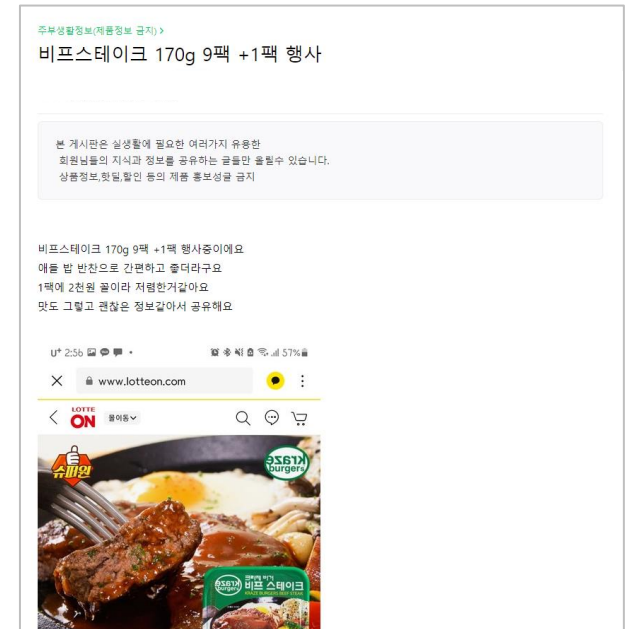 주부생활정보(제품정보 금지) >
비프스테이크 170g 9팩 +1팩 행사
본 게시판은 실생활에 필요한 여러가지 유용한
회원님들의 지식과 정보를 공유하는 글들만 올릴수 있습니다.
상품정보,핫딜,할인 등의 제품 홍보성글 금지
비프스테이크 170g 9팩 +1팩 행사중이에요
애들 밥 반찬으로 간편하고 좋더라구요
1팩에 2천원 꼴이라 저렴한거같아요
맛도 그렇고 괜찮은 정보같아서 공유해요
U+ 2:56 57%
www.lotteon.com
LOTTE
ON 몰이동
슈퍼원
kraze
burgers
kraze
burgers
비프 스테이크
KRAZE BURGERS BEEF STEAK